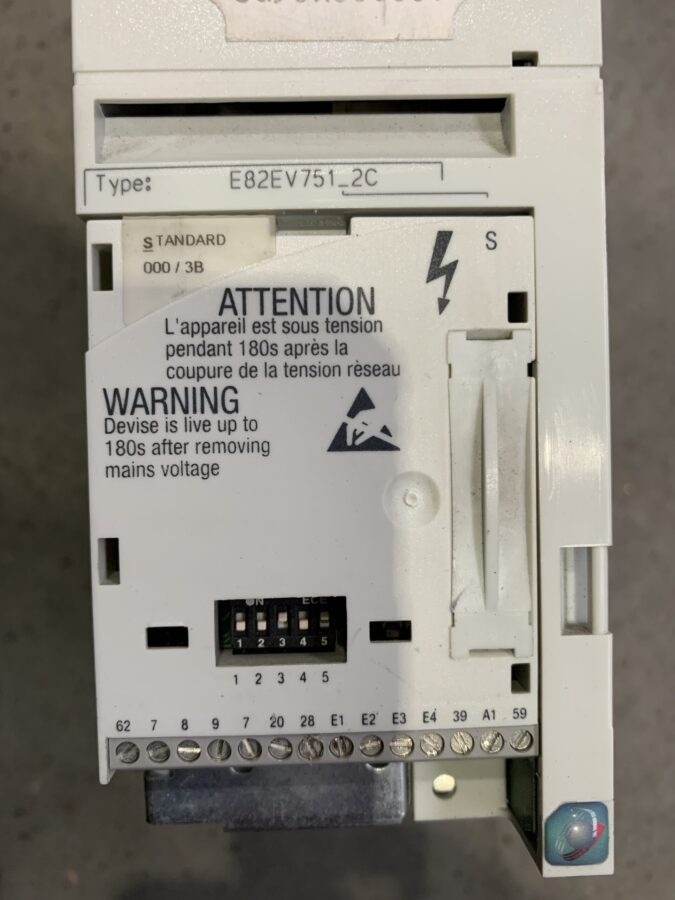 Type: E82EV751_2C
STANDARD
000 / 3B
S
ATTENTION
L'appareil est sous tension
pendant 180s après la
coupure de la tension rèseau
WARNING
Devise is live up to
180s after removing
mains voltage
ON ECE
1 2 3 4 5
1 2 3 4 5
62 7 8 9 7 20 28 E1 E2 E3 E4 39 A1 59